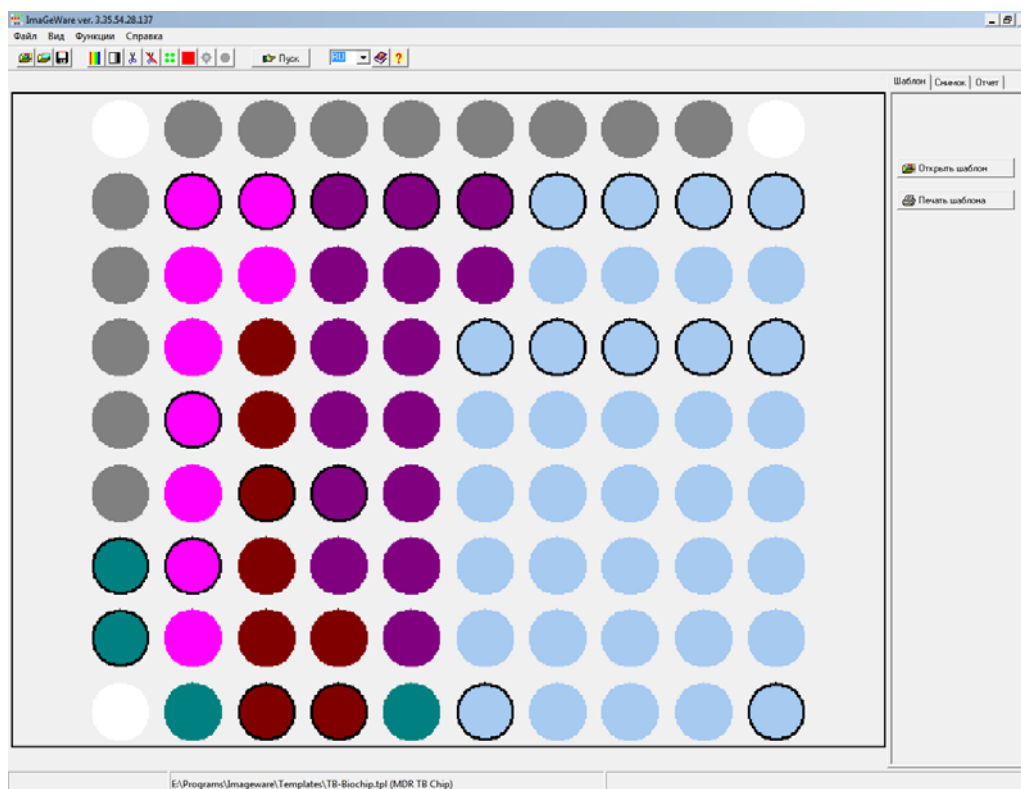 ImaGeWare ver. 3.35.54.28.137
Файл Вид Функции Справка
Пуск RU ?
Шаблон Снимок Отчет
Открыть шаблон
Печать шаблона
E:\Programs\Imageware\Templates\TB-Biochip.tpl (MDR TB Chip)